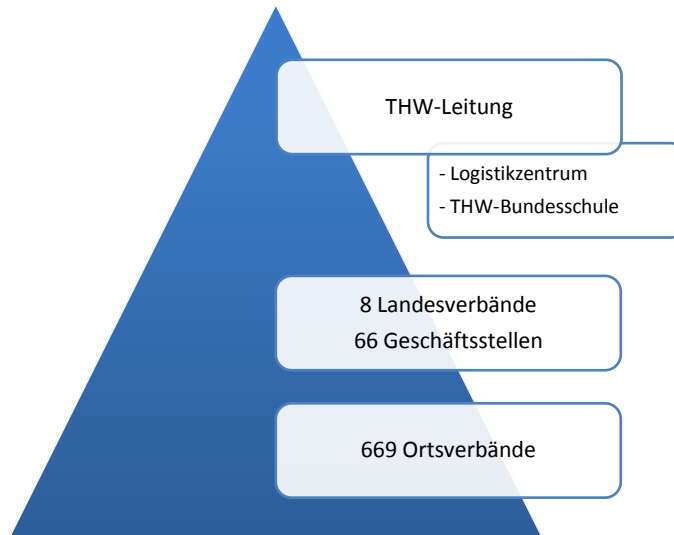 THW-Leitung
- Logistikzentrum
- THW-Bundesschule
8 Landesverbände
66 Geschäftsstellen
669 Ortsverbände